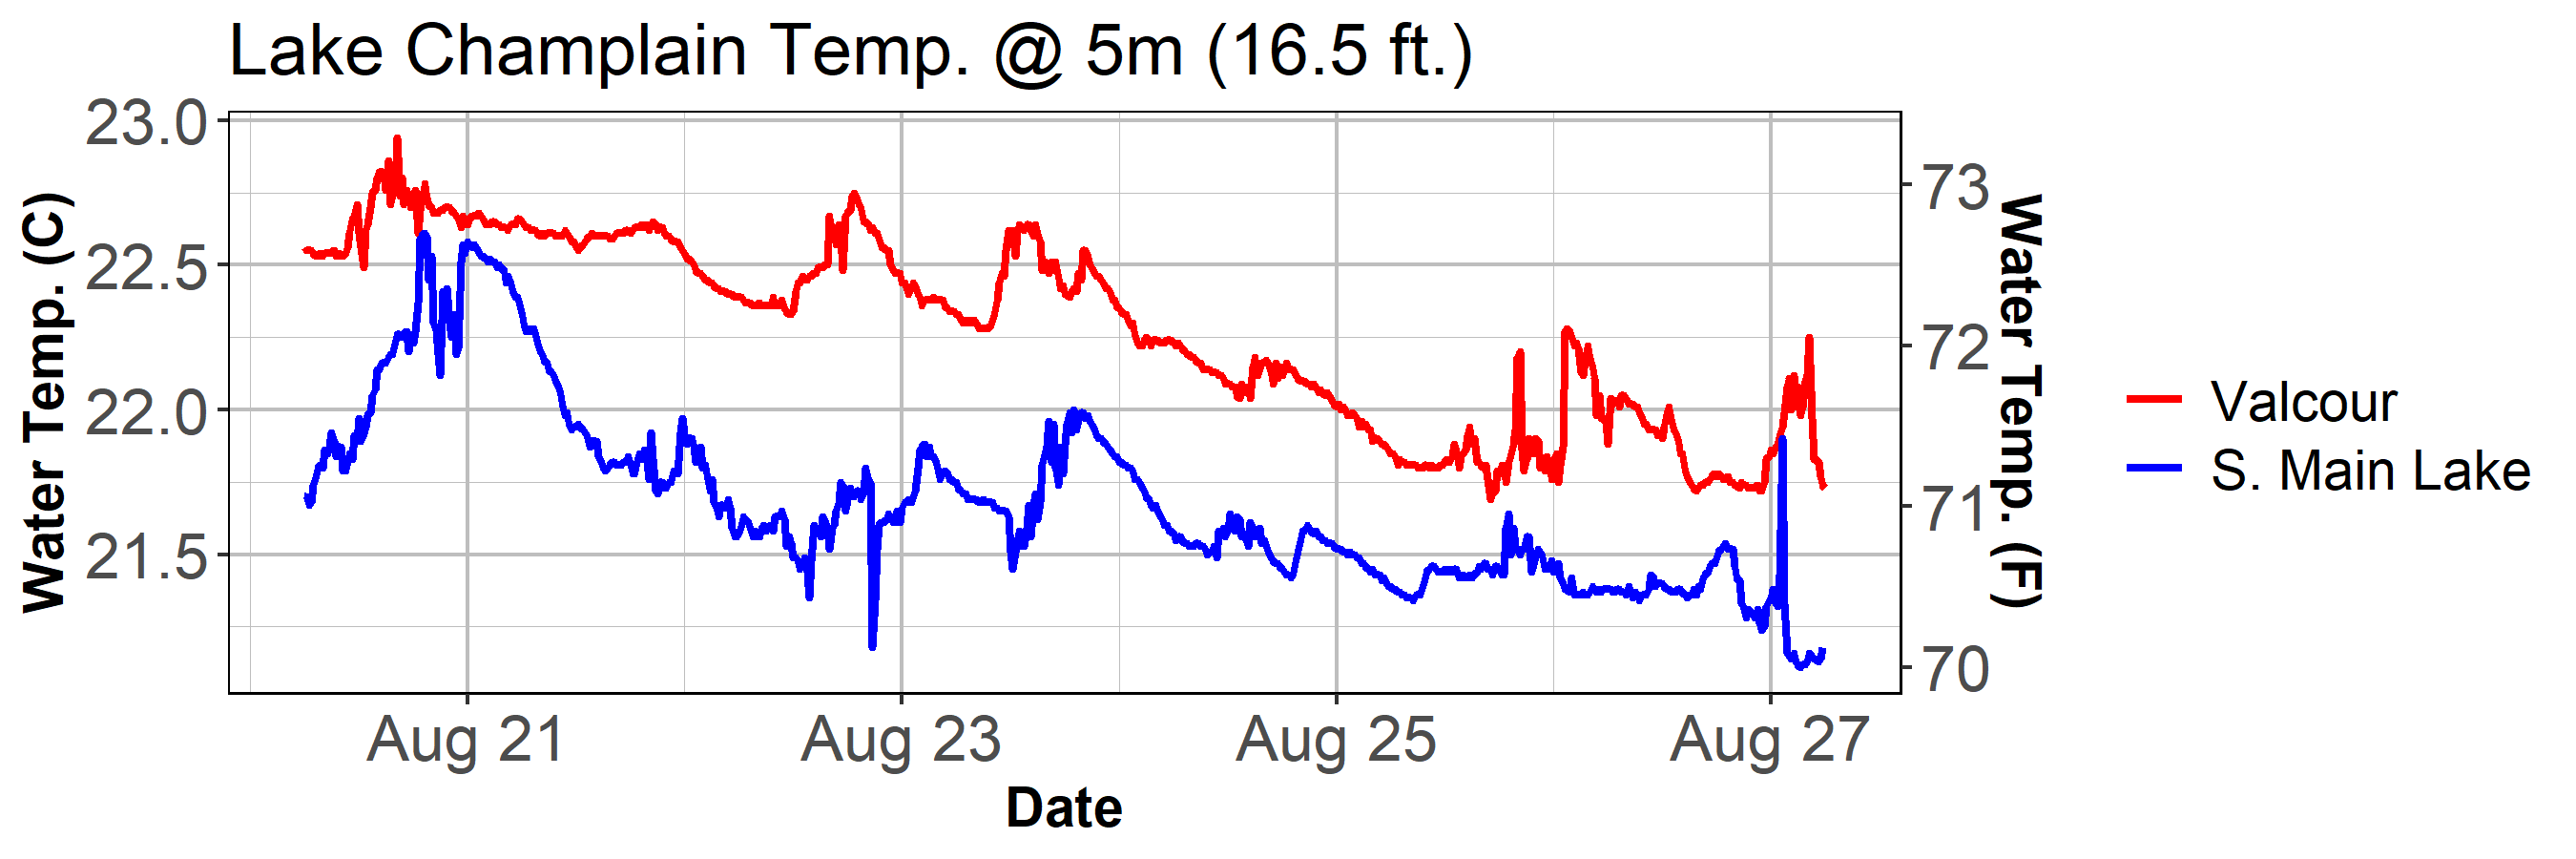 Lake Champlain Temp. @ 5m (16.5 ft.)
Water Temp. (C)
23.0
22.5
22.0
21.5
Water Temp. (F)
73
72
71
70
Aug 21
Aug 23
Aug 25
Aug 27
Date
Valcour
S. Main Lake